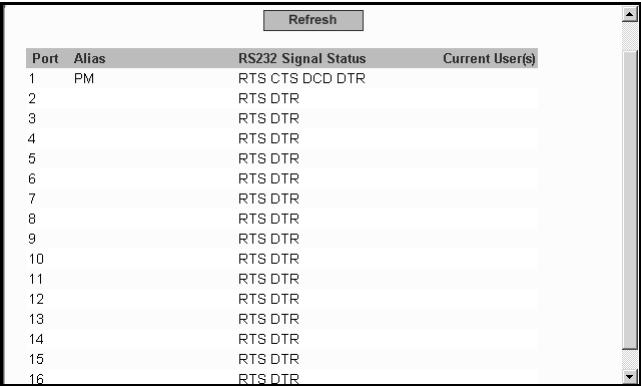 Refresh
Port Alias RS232 Signal Status Current User(s)
1 PM RTS CTS DCD DTR
2 RTS DTR
3 RTS DTR
4 RTS DTR
5 RTS DTR
6 RTS DTR
7 RTS DTR
8 RTS DTR
9 RTS DTR
10 RTS DTR
11 RTS DTR
12 RTS DTR
13 RTS DTR
14 RTS DTR
15 RTS DTR
16 RTS DTR